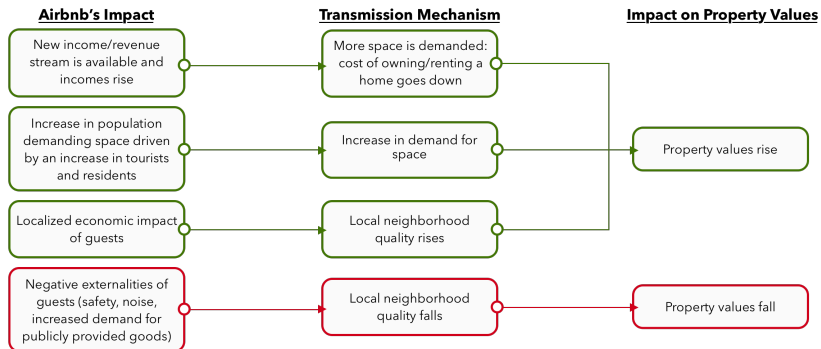 Airbnb's Impact
Transmission Mechanism
Impact on Property Values
New income/revenue
stream is available and
incomes rise
More space is demanded:
cost of owning/renting a
home goes down
Increase in population
demanding space driven
by an increase in tourists
and residents
Increase in demand for
space
Property values rise
Localized economic impact
of guests
Local neighborhood
quality rises
Negative externalities of
guests (safety, noise,
increased demand for
publicly provided goods)
Local neighborhood
quality falls
Property values fall